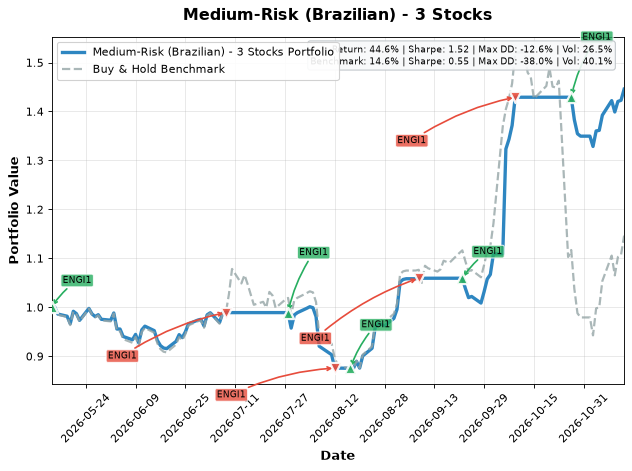 Medium-Risk (Brazilian) - 3 Stocks
ENGI1
Medium-Risk (Brazilian) - 3 Stocks Portfolio
Buy & Hold Benchmark
44.6% | Sharpe: 1.52 | Max DD: -12.6% | Vol: 26.5%
14.6% | Sharpe: 0.55 | Max DD: -38.0% | Vol: 40.1%
Portfolio Value
1.5
1.4
1.3
1.2
1.1
1.0
0.9
ENGI1
ENGI1
ENGI1
ENGI1
ENGI1
ENGI1
ENGI1
ENGI1
ENGI1
2026-05-24
2026-06-09
2026-06-25
2026-07-11
2026-07-27
2026-08-12
2026-08-28
2026-09-13
2026-09-29
2026-10-15
2026-10-31
Date